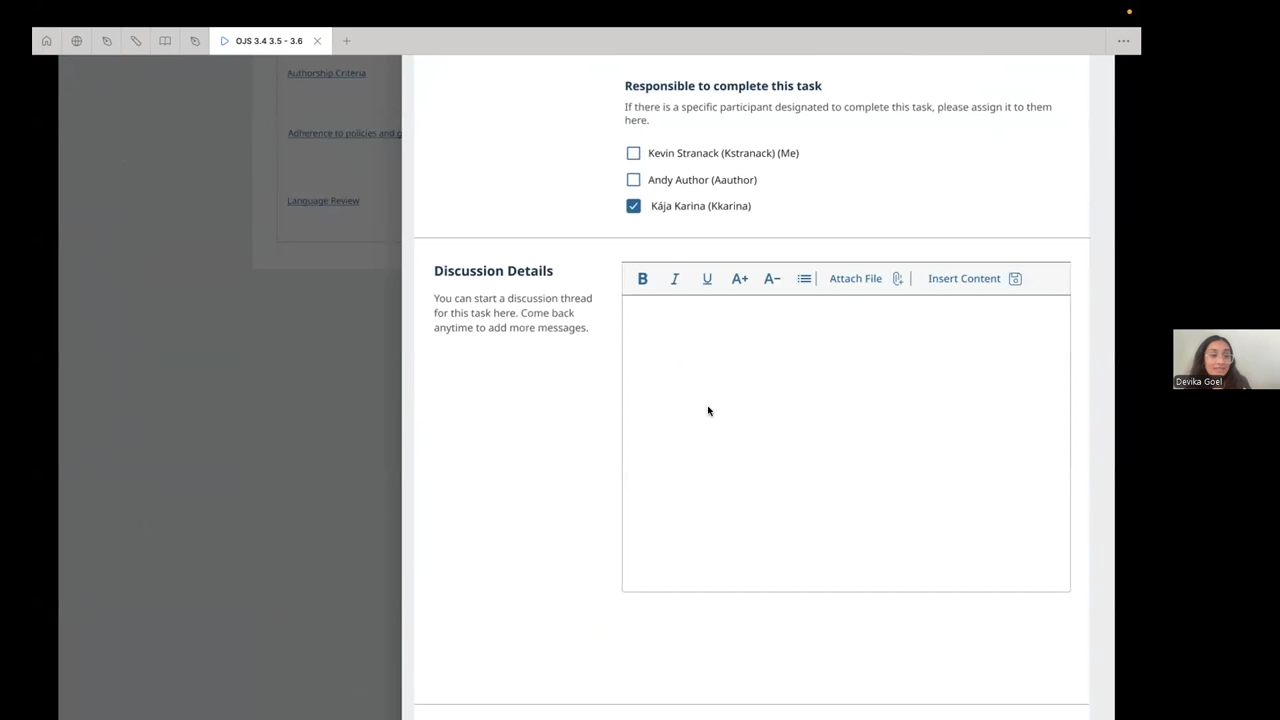 OJS 3.4 3.5 - 3.6
Authorship Criteria
Adherence to policies and g
Language Review
Responsible to complete this task
If there is a specific participant designated to complete this task, please assign it to them
here.
Kevin Stranack (Kstranack) (Me)
Andy Author (Aauthor)
Kája Karina (Kkarina)
Discussion Details
You can start a discussion thread
for this task here. Come back
anytime to add more messages.
B I U A+ A- Attach File Insert Content
Devika Goel